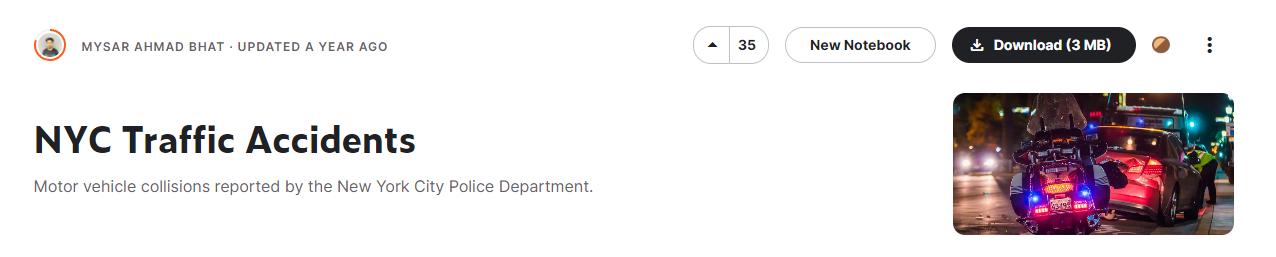 MYSAR AHMAD BHAT · UPDATED A YEAR AGO
35
New Notebook
Download (3 MB)
NYC Traffic Accidents
Motor vehicle collisions reported by the New York City Police Department.